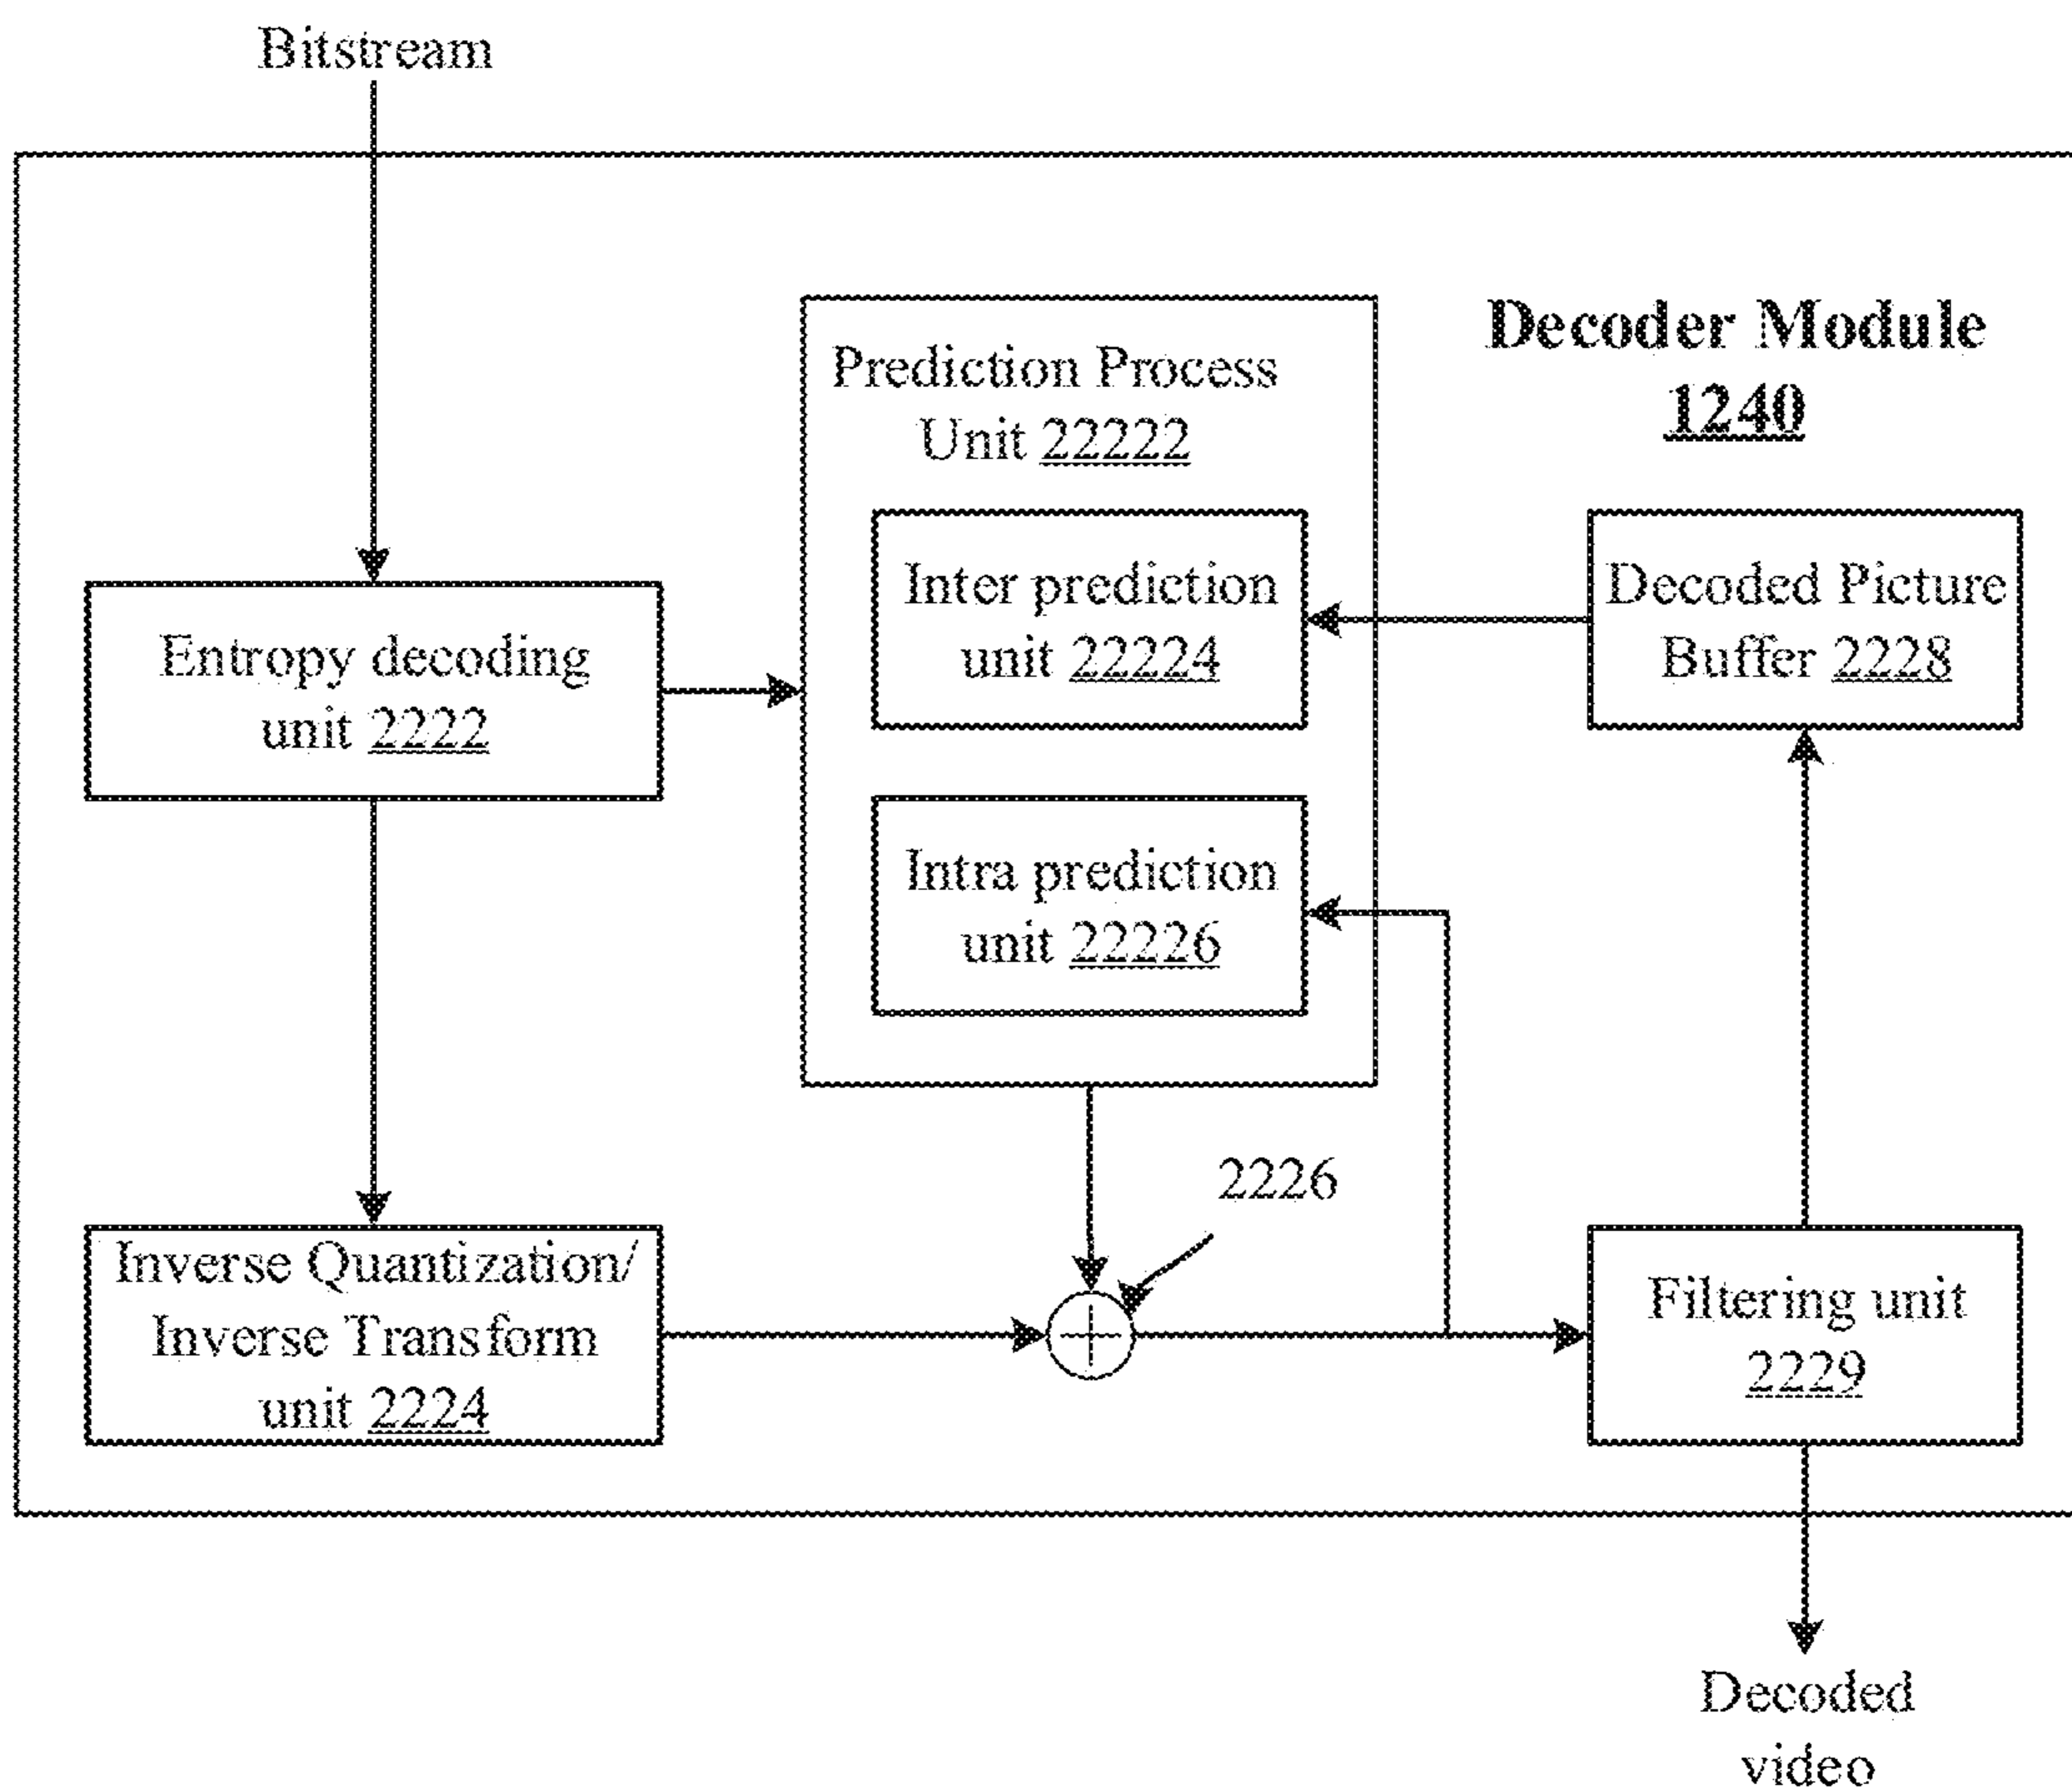 Bitstream
Decoder Module
1240
Prediction Process
Unit 22222
Inter prediction
unit 22224
Decoded Picture
Buffer 2228
Entropy decoding
unit 2222
Intra prediction
unit 22226
2226
Inverse Quantization/
Inverse Transform
unit 2224
Filtering unit
2229
Decoded
video